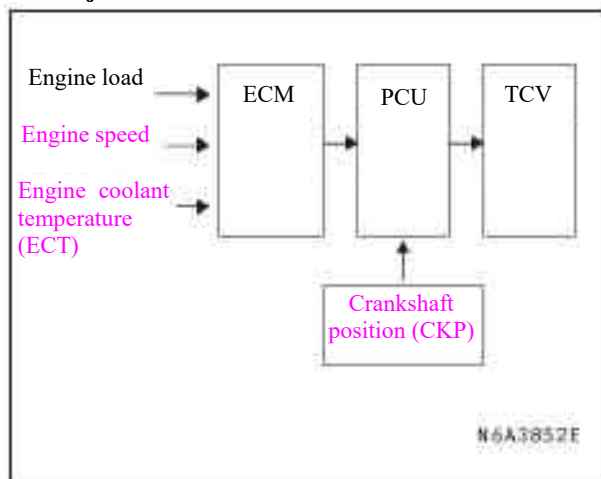 Engine load
ECM
PCU
TCV
Engine speed
Engine coolant
temperature
(ECT)
Crankshaft
position (CKP)
N6A3852E